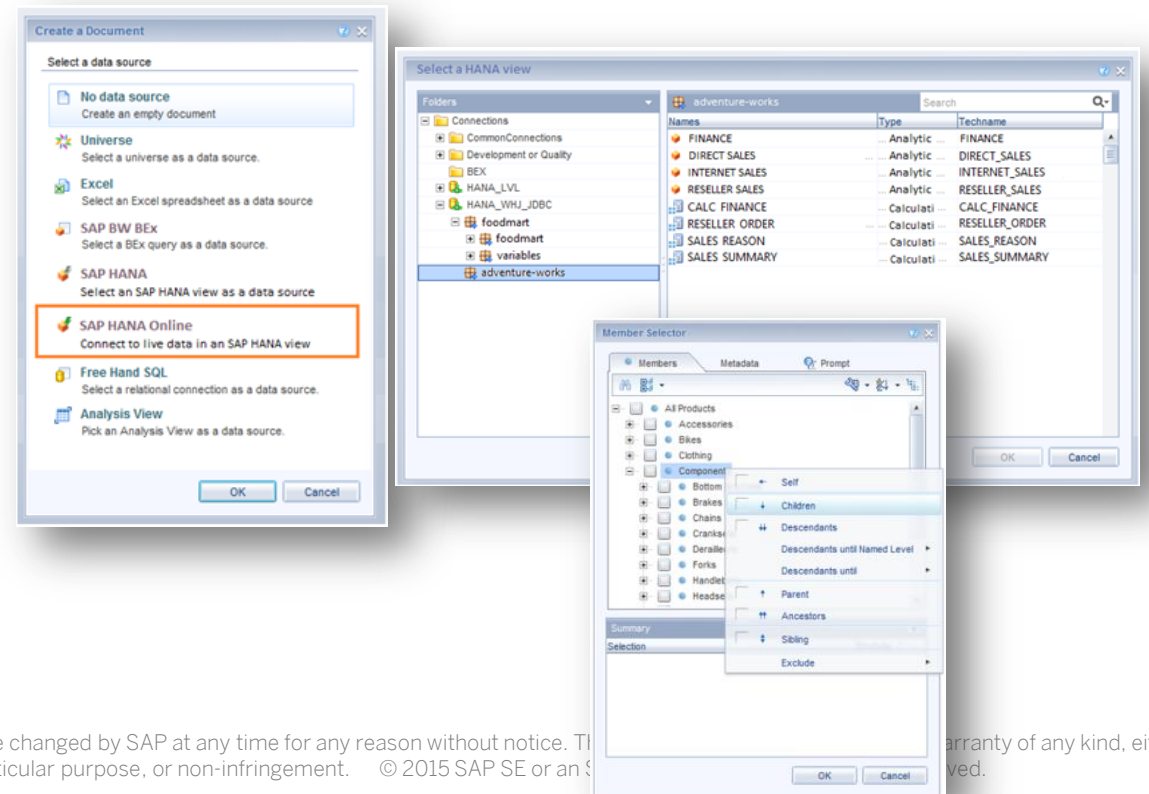 Create a Document
Select a data source
No data source
Create an empty document
Universe
Select a universe as a data source.
Excel
Select an Excel spreadsheet as a data source
SAP BW BEx
Select a BEx query as a data source.
SAP HANA
Select an SAP HANA view as a data source
SAP HANA Online
Connect to live data in an SAP HANA view
Free Hand SQL
Select a relational connection as a data source.
Analysis View
Pick an Analysis View as a data source.
OK Cancel
Select a HANA view
Folders
Connections
CommonConnections
Development or Quality
BEX
HANA_LVL
HANA_WHJ_JDBC
foodmart
foodmart
variables
adventure-works
adventure-works Search
Names Type Techname
FINANCE ... Analytic ... FINANCE
DIRECT SALES ... Analytic ... DIRECT_SALES
INTERNET SALES ... Analytic ... INTERNET_SALES
RESELLER SALES ... Analytic ... RESELLER_SALES
CALC FINANCE ... Calculati ... CALC_FINANCE
RESELLER ORDER ... Calculati ... RESELLER_ORDER
SALES REASON ... Calculati ... SALES_REASON
SALES SUMMARY ... Calculati ... SALES_SUMMARY
OK Cancel
Member Selector
Members Metadata Prompt
All Products
Accessories
Bikes
Clothing
Component
Bottom
Brakes
Chains
Cranks
Deraille
Forks
Handleb
Headse
Self
Children
Descendants
Descendants until Named Level
Descendants until
Parent
Ancestors
Sibling
Exclude
Summary
Selection
OK Cancel
e changed by SAP at any time for any reason without notice. Th arranty of any kind, ei
ticular purpose, or non-infringement. © 2015 SAP SE or an S ved.